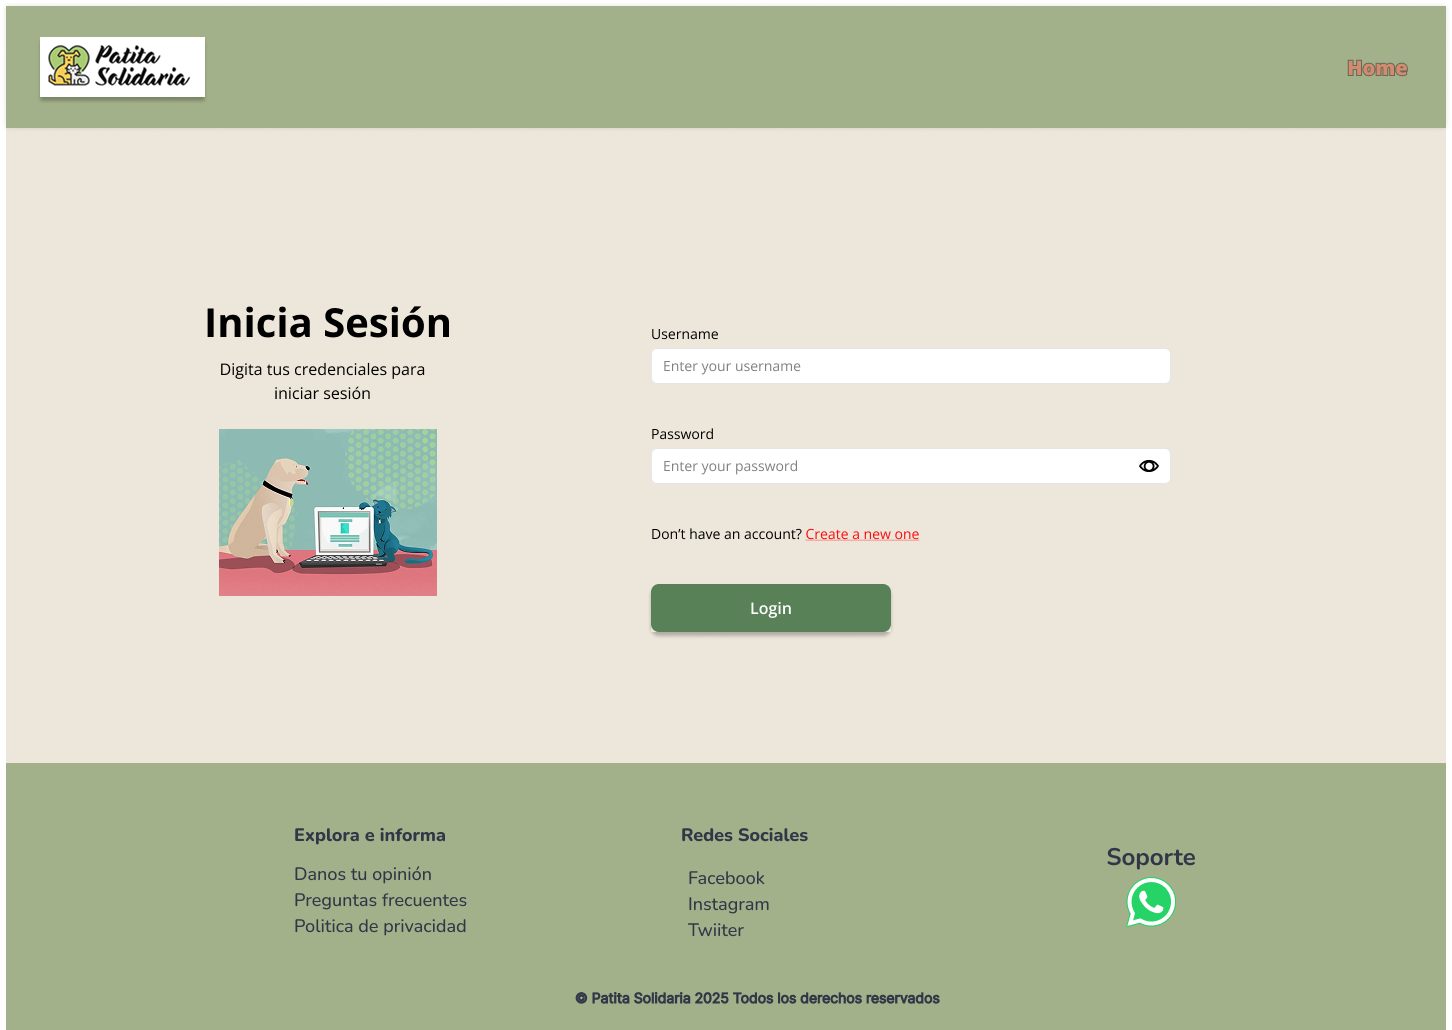 Patita
Solidaria
Home
Inicia Sesión
Digita tus credenciales para
iniciar sesión
Username
Enter your username
Password
Enter your password
Don’t have an account? Create a new one
Login
Explora e informa
Danos tu opinión
Preguntas frecuentes
Politica de privacidad
Redes Sociales
Facebook
Instagram
Twiiter
Soporte
© Patita Solidaria 2025 Todos los derechos reservados